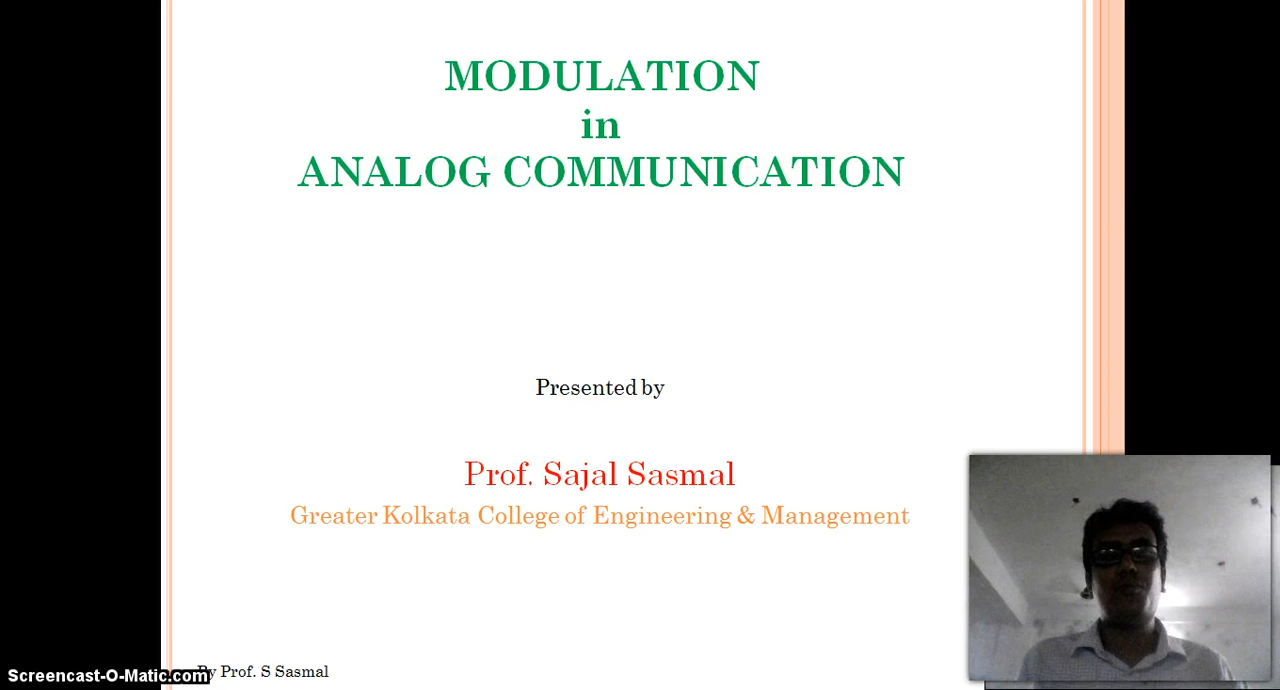 MODULATION
in
ANALOG COMMUNICATION
Presented by
Prof. Sajal Sasmal
Greater Kolkata College of Engineering & Management
By Prof. S Sasmal
Screencast-O-Matic.com